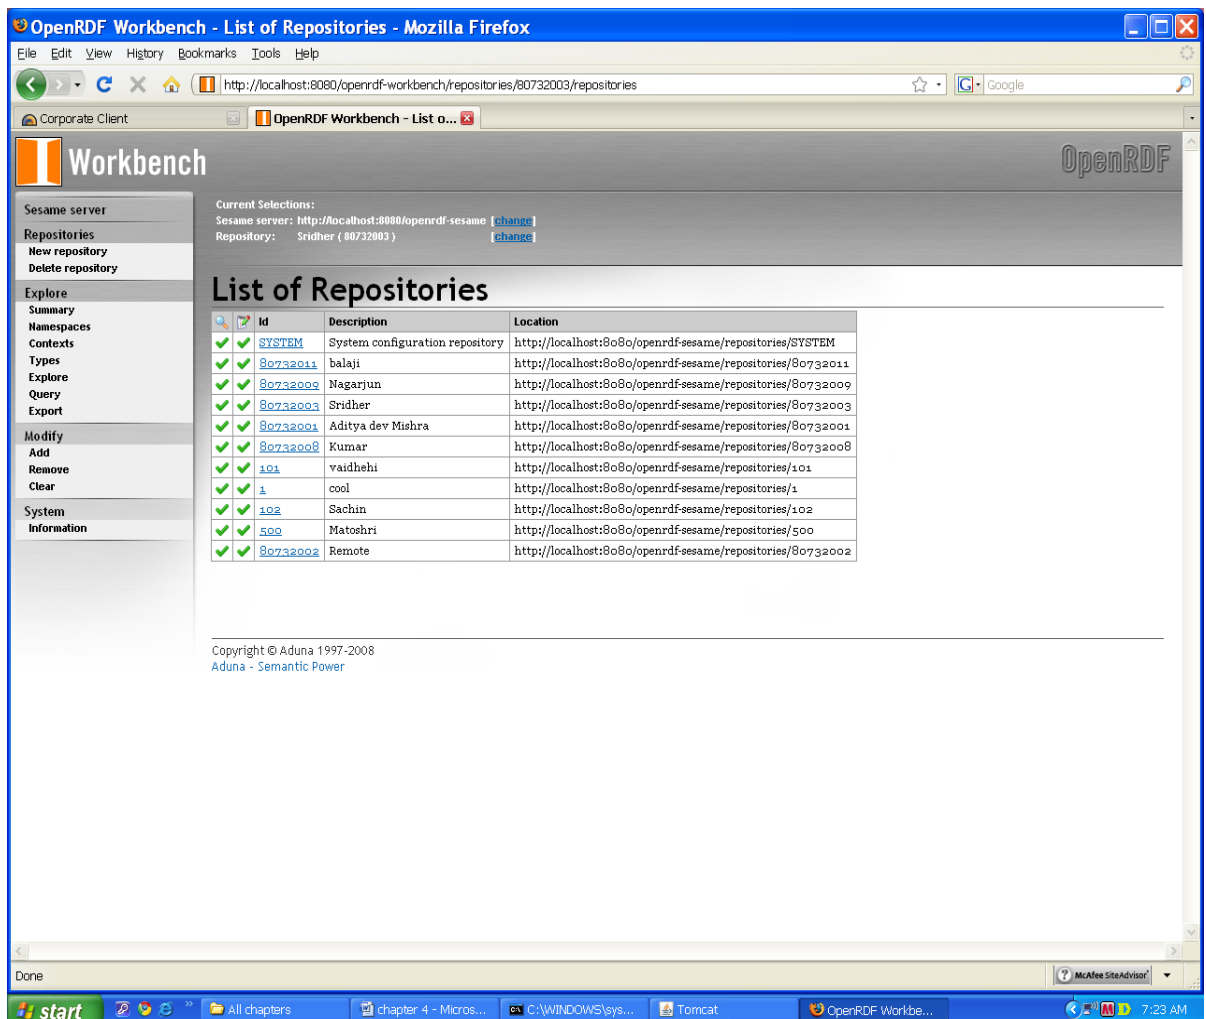 OpenRDF Workbench - List of Repositories - Mozilla Firefox
File Edit View History Bookmarks Tools Help
http://localhost:8080/openrdf-workbench/repositories/80732003/repositories
G Google
Corporate Client
OpenRDF Workbench - List o...
Workbench
OpenRDF
Sesame server
Repositories
New repository
Delete repository
Explore
Summary
Namespaces
Contexts
Types
Explore
Query
Export
Modify
Add
Remove
Clear
System
Information
Current Selections:
Sesame server: http://localhost:8080/openrdf-sesame [change]
Repository: Sridher ( 80732003 ) [change]
List of Repositories
Id Description Location
SYSTEM System configuration repository http://localhost:8080/openrdf-sesame/repositories/SYSTEM
80732011 balaji http://localhost:8080/openrdf-sesame/repositories/80732011
80732009 Nagarjun http://localhost:8080/openrdf-sesame/repositories/80732009
80732003 Sridher http://localhost:8080/openrdf-sesame/repositories/80732003
80732001 Aditya dev Mishra http://localhost:8080/openrdf-sesame/repositories/80732001
80732008 Kumar http://localhost:8080/openrdf-sesame/repositories/80732008
101 vaidhehi http://localhost:8080/openrdf-sesame/repositories/101
1 cool http://localhost:8080/openrdf-sesame/repositories/1
102 Sachin http://localhost:8080/openrdf-sesame/repositories/102
500 Matoshri http://localhost:8080/openrdf-sesame/repositories/500
80732002 Remote http://localhost:8080/openrdf-sesame/repositories/80732002
Copyright © Aduna 1997-2008
Aduna - Semantic Power
Done
? McAfee SiteAdvisor
start
All chapters
chapter 4 - Micros...
C:\WINDOWS\sys...
Tomcat
OpenRDF Workbe...
7:23 AM